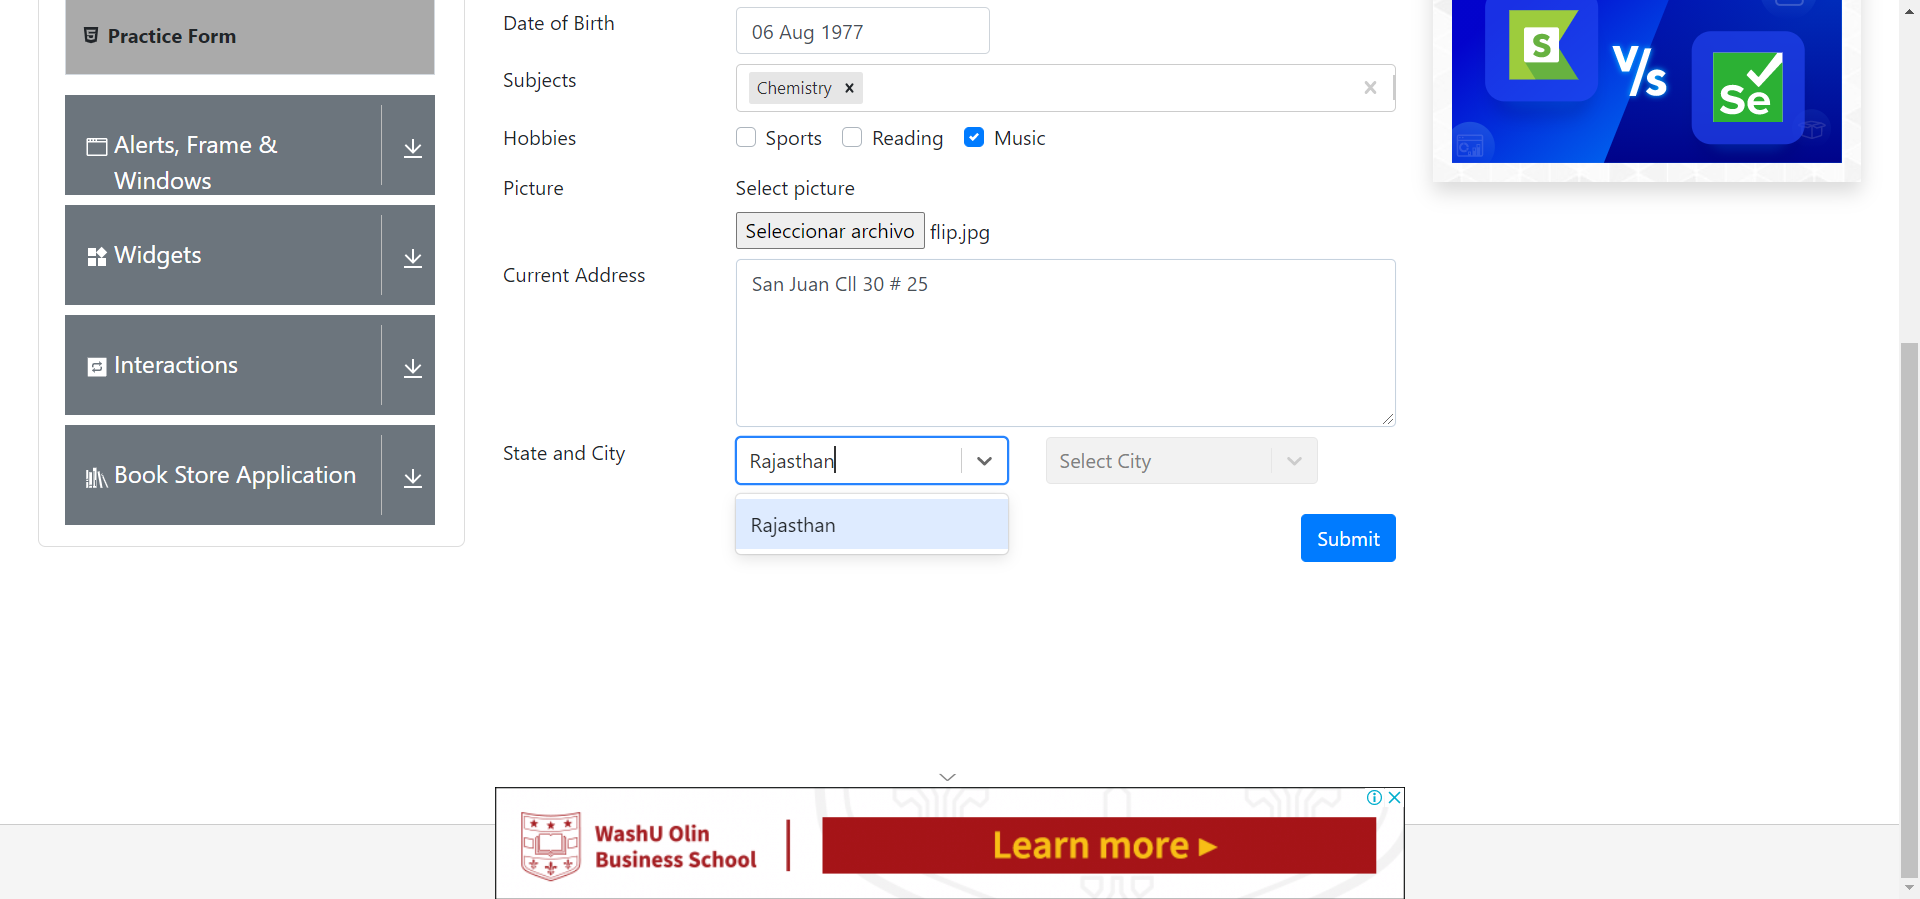 Practice Form
Alerts, Frame &
Windows
Widgets
Interactions
Book Store Application
Date of Birth
06 Aug 1977
Subjects
Chemistry
Hobbies
Sports
Reading
Music
Picture
Select picture
Seleccionar archivo flip.jpg
Current Address
San Juan Cll 30 # 25
State and City
Rajasthan
Select City
Rajasthan
Submit
S
V/s
Se
WashU Olin
Business School
Learn more ►